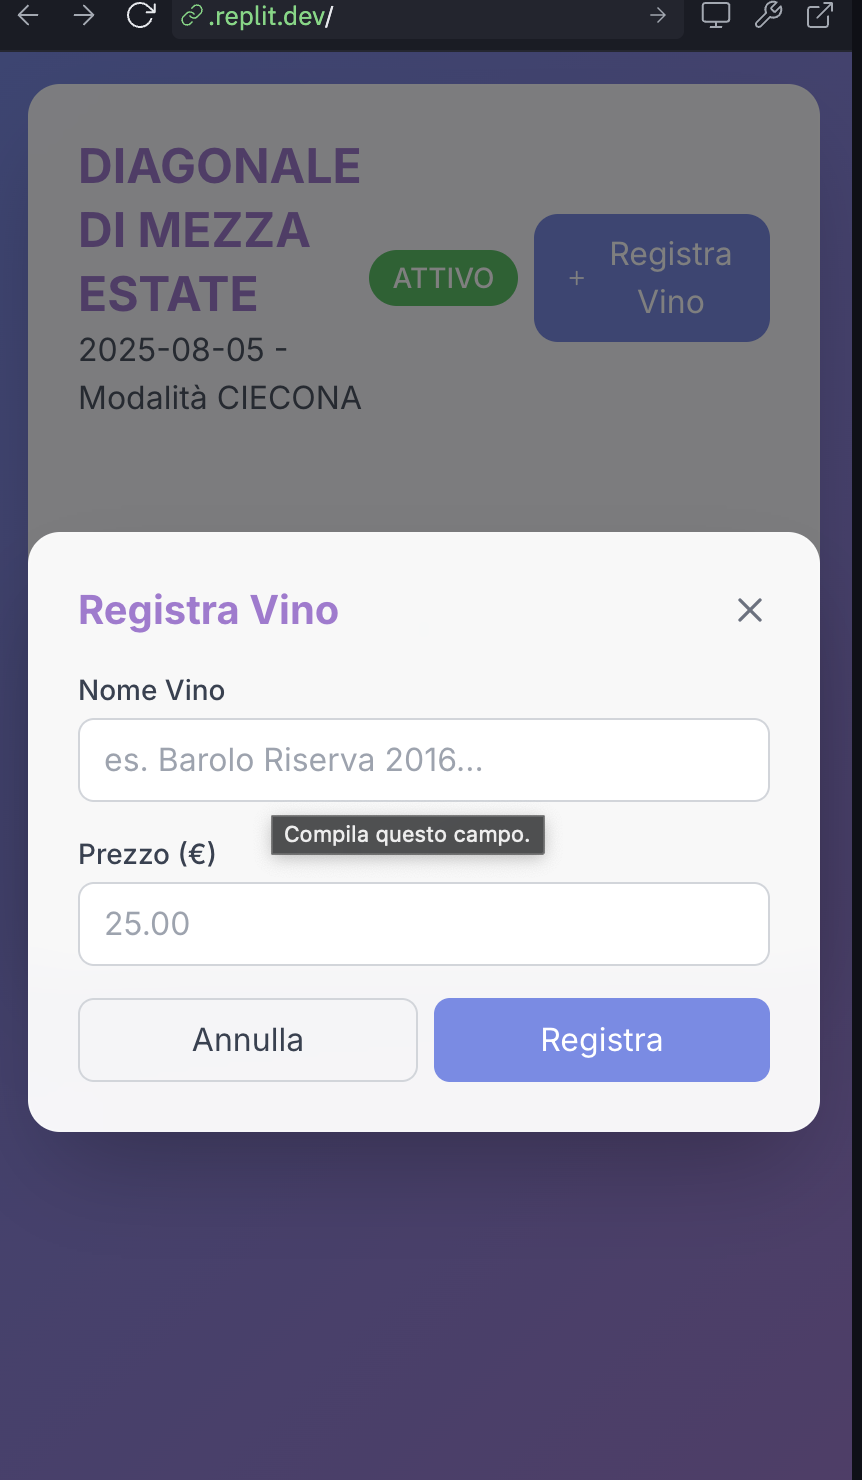 .replit.dev/
DIAGONALE
DI MEZZA
ESTATE
2025-08-05 -
Modalità CIECONA
ATTIVO
+ Registra
Vino
Registra Vino
Nome Vino
es. Barolo Riserva 2016...
Compila questo campo.
Prezzo (€)
25.00
Annulla
Registra